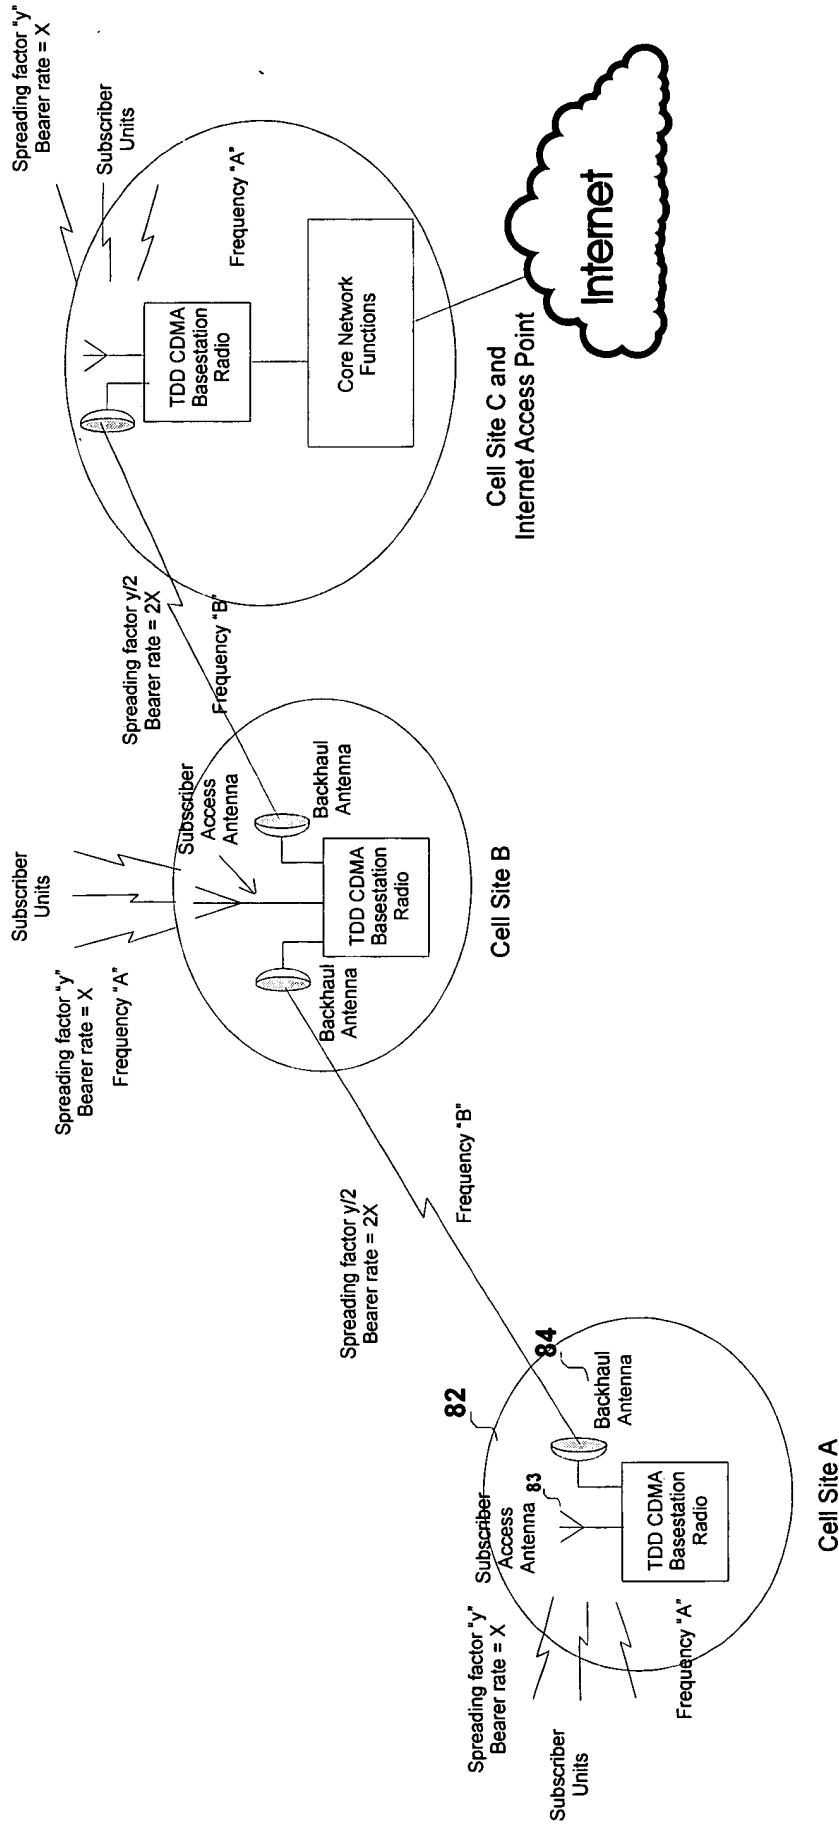 Subscriber
Units
Spreading factor "y"
Bearer rate = X
Frequency "A"
Subscriber
Access
Antenna
83
82
84
Backhaul
Antenna
TDD CDMA
Basestation
Radio
Cell Site A
Spreading factor y/2
Bearer rate = 2X
Frequency "B"
Subscriber
Units
Spreading factor "y"
Bearer rate = X
Frequency "A"
Subscriber
Access
Antenna
Backhaul
Antenna
Backhaul
Antenna
TDD CDMA
Basestation
Radio
Cell Site B
Spreading factor y/2
Bearer rate = 2X
Frequency "B"
Spreading factor "y"
Bearer rate = X
Subscriber
Units
Frequency "A"
TDD CDMA
Basestation
Radio
Core Network
Functions
Cell Site C and
Internet Access Point
Internet